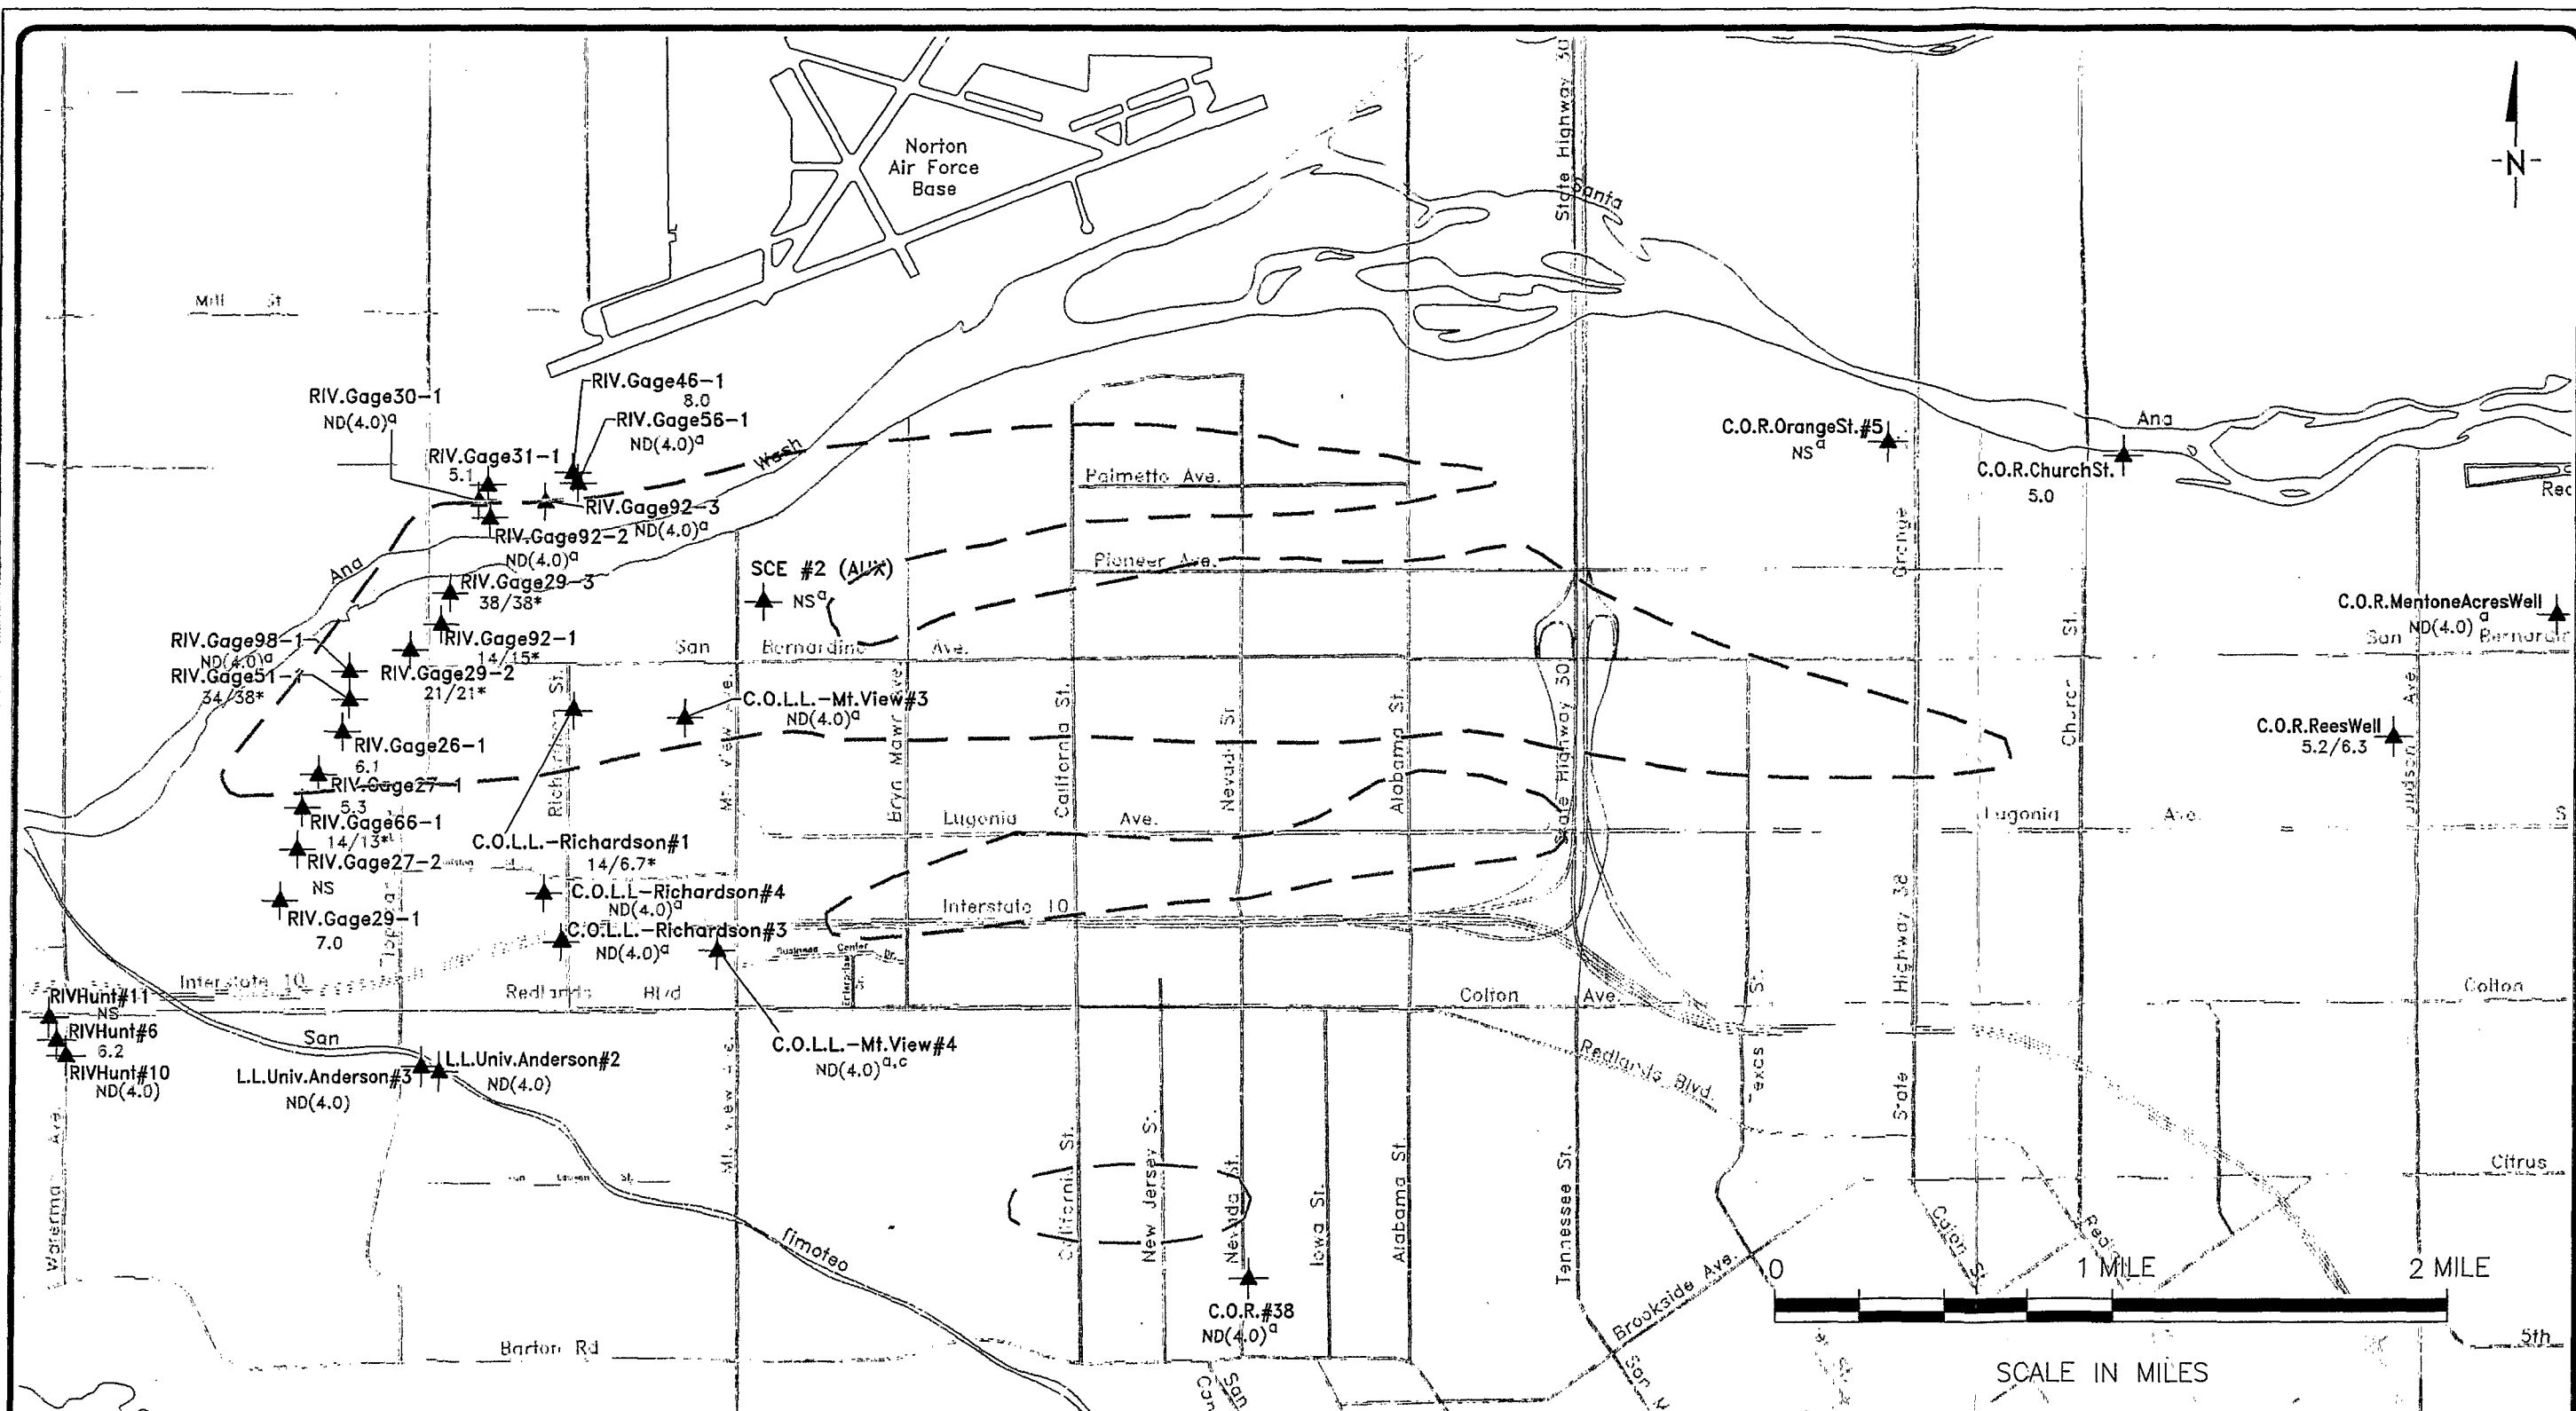 State Highway 30
Norton
Air Force
Base
-N-
Santa
Mill St
RIV.Gage46-1
8.0
RIV.Gage30-1
ND(4.0)ª
RIV.Gage56-1
ND(4.0)ª
Wash
RIV.Gage31-1
5.1
C.O.R.OrangeSt.#5
NSª
Ana
C.O.R.ChurchSt.
5.0
Palmetto Ave.
RIV.Gage92-3
ND(4.0)ª
RIV.Gage92-2
ND(4.0)ª
Orange
Ana
Pioneer Ave.
SCE #2 (AUX)
NSª
RIV.Gage29-3
38/38*
C.O.R.MentoneAcresWell
ND(4.0)ª
RIV.Gage92-1
14/15*
RIV.Gage98-1
ND(4.0)ª
San Bernardino Ave.
San
RIV.Gage51-1
34/38*
RIV.Gage29-2
21/21*
C.O.L.L.-Mt.View#3
ND(4.0)ª
Church St.
C.O.R.ReesWell
5.2/6.3
Judson Ave.
RIV.Gage26-1
6.1
Richardson St.
Mt. View Ave.
Bryn Mawr Ave.
California St.
Nevada St
Alabama St.
State Highway 30
RIV.Gage27-1
5.3
RIV.Gage66-1
14/13*
Lugonia Ave.
Lugonia Ave.
C.O.L.L.-Richardson#1
14/6.7*
RIV.Gage27-2
NS
C.O.L.L-Richardson#4
ND(4.0)ª
Interstate 10
RIV.Gage29-1
7.0
C.O.L.L.-Richardson#3
ND(4.0)ª
Business Center Dr.
Enterprise St.
State Highway 38
Interstate 10
Redlands Blvd
Colton Ave.
Colton
RIVHunt#11
NS
RIVHunt#6
6.2
RIVHunt#10
ND(4.0)
San
L.L.Univ.Anderson#3
ND(4.0)
L.L.Univ.Anderson#2
ND(4.0)
C.O.L.L.-Mt.View#4
ND(4.0)ª,c
Redlands Blvd.
Citrus
California St.
New Jersey St.
Nevada St.
Iowa St.
Alabama St.
Tennessee St.
Timoteo
Brookside Ave.
Cajon St.
C.O.R.#38
ND(4.0)ª
0 1 MILE 2 MILE
SCALE IN MILES
Barton Rd
5th
San
San